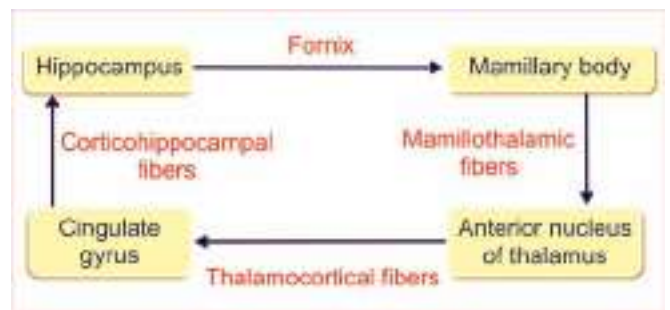 Fornix
Hippocampus
Mamillary body
Corticohippocampal
fibers
Mamillothalamic
fibers
Cingulate
gyrus
Anterior nucleus
of thalamus
Thalamocortical fibers